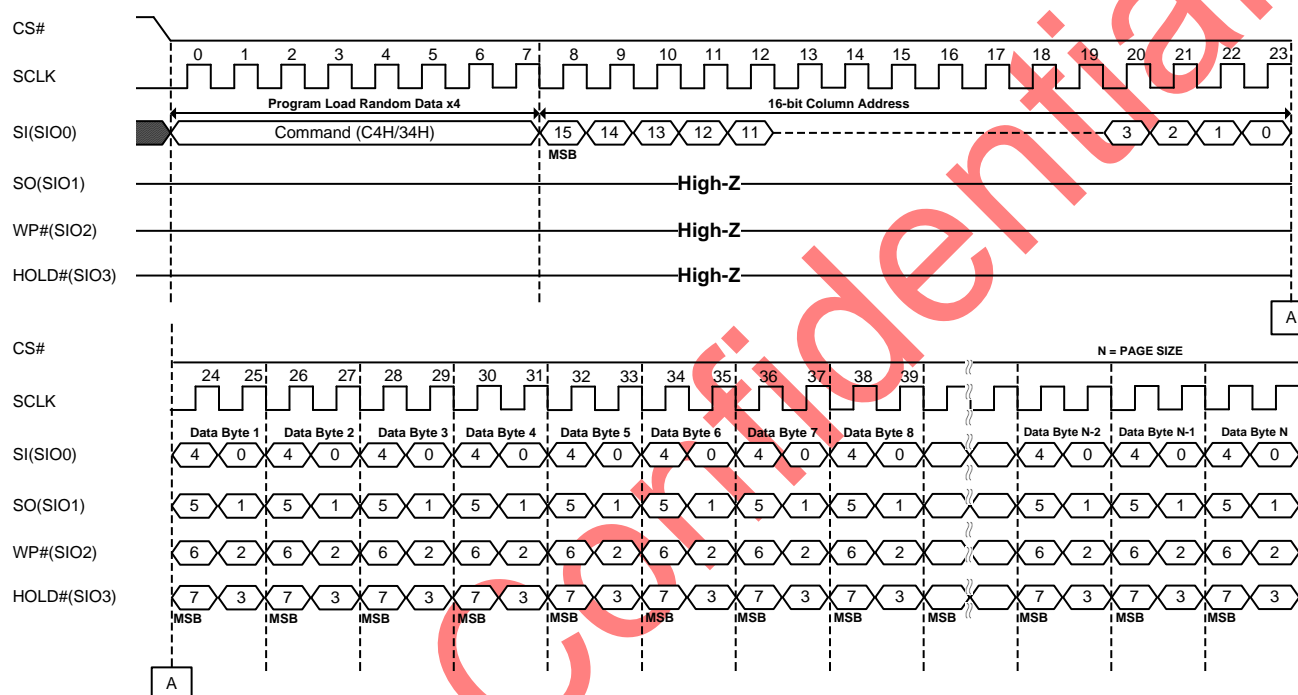 CS#
0 1 2 3 4 5 6 7 8 9 10 11 12 13 14 15 16 17 18 19 20 21 22 23
SCLK
Program Load Random Data x4 16-bit Column Address
SI(SIO0) Command (C4H/34H) 15 14 13 12 11 3 2 1 0
MSB
SO(SIO1) High-Z
WP#(SIO2) High-Z
HOLD#(SIO3) High-Z
A
CS# N = PAGE SIZE
24 25 26 27 28 29 30 31 32 33 34 35 36 37 38 39
SCLK
Data Byte 1 Data Byte 2 Data Byte 3 Data Byte 4 Data Byte 5 Data Byte 6 Data Byte 7 Data Byte 8 Data Byte N-2 Data Byte N-1 Data Byte N
SI(SIO0) 4 0 4 0 4 0 4 0 4 0 4 0 4 0 4 0 4 0 4 0 4 0
SO(SIO1) 5 1 5 1 5 1 5 1 5 1 5 1 5 1 5 1 5 1 5 1 5 1
WP#(SIO2) 6 2 6 2 6 2 6 2 6 2 6 2 6 2 6 2 6 2 6 2 6 2
HOLD#(SIO3) 7 3 7 3 7 3 7 3 7 3 7 3 7 3 7 3 7 3 7 3 7 3
MSB MSB MSB MSB MSB MSB MSB MSB MSB MSB MSB MSB
A
Confidential